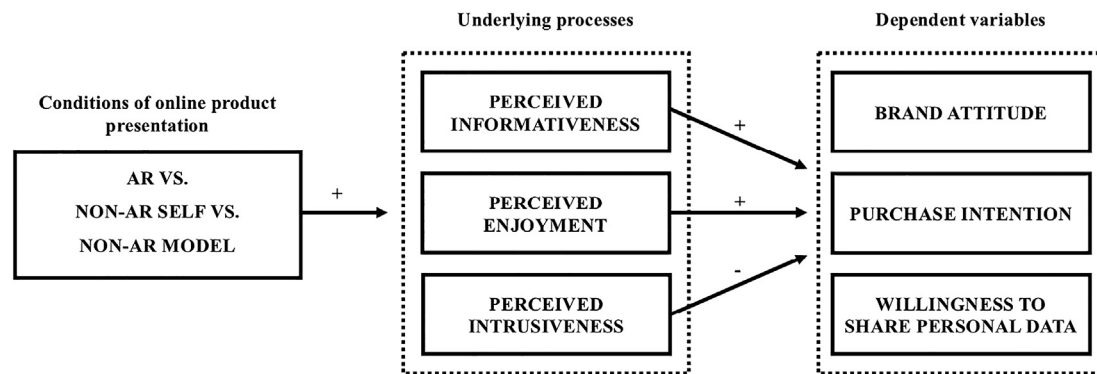 Underlying processes
Dependent variables
Conditions of online product
presentation
AR VS.
NON-AR SELF VS.
NON-AR MODEL
+
PERCEIVED
INFORMATIVENESS
PERCEIVED
ENJOYMENT
PERCEIVED
INTRUSIVENESS
+
+
-
BRAND ATTITUDE
PURCHASE INTENTION
WILLINGNESS TO
SHARE PERSONAL DATA